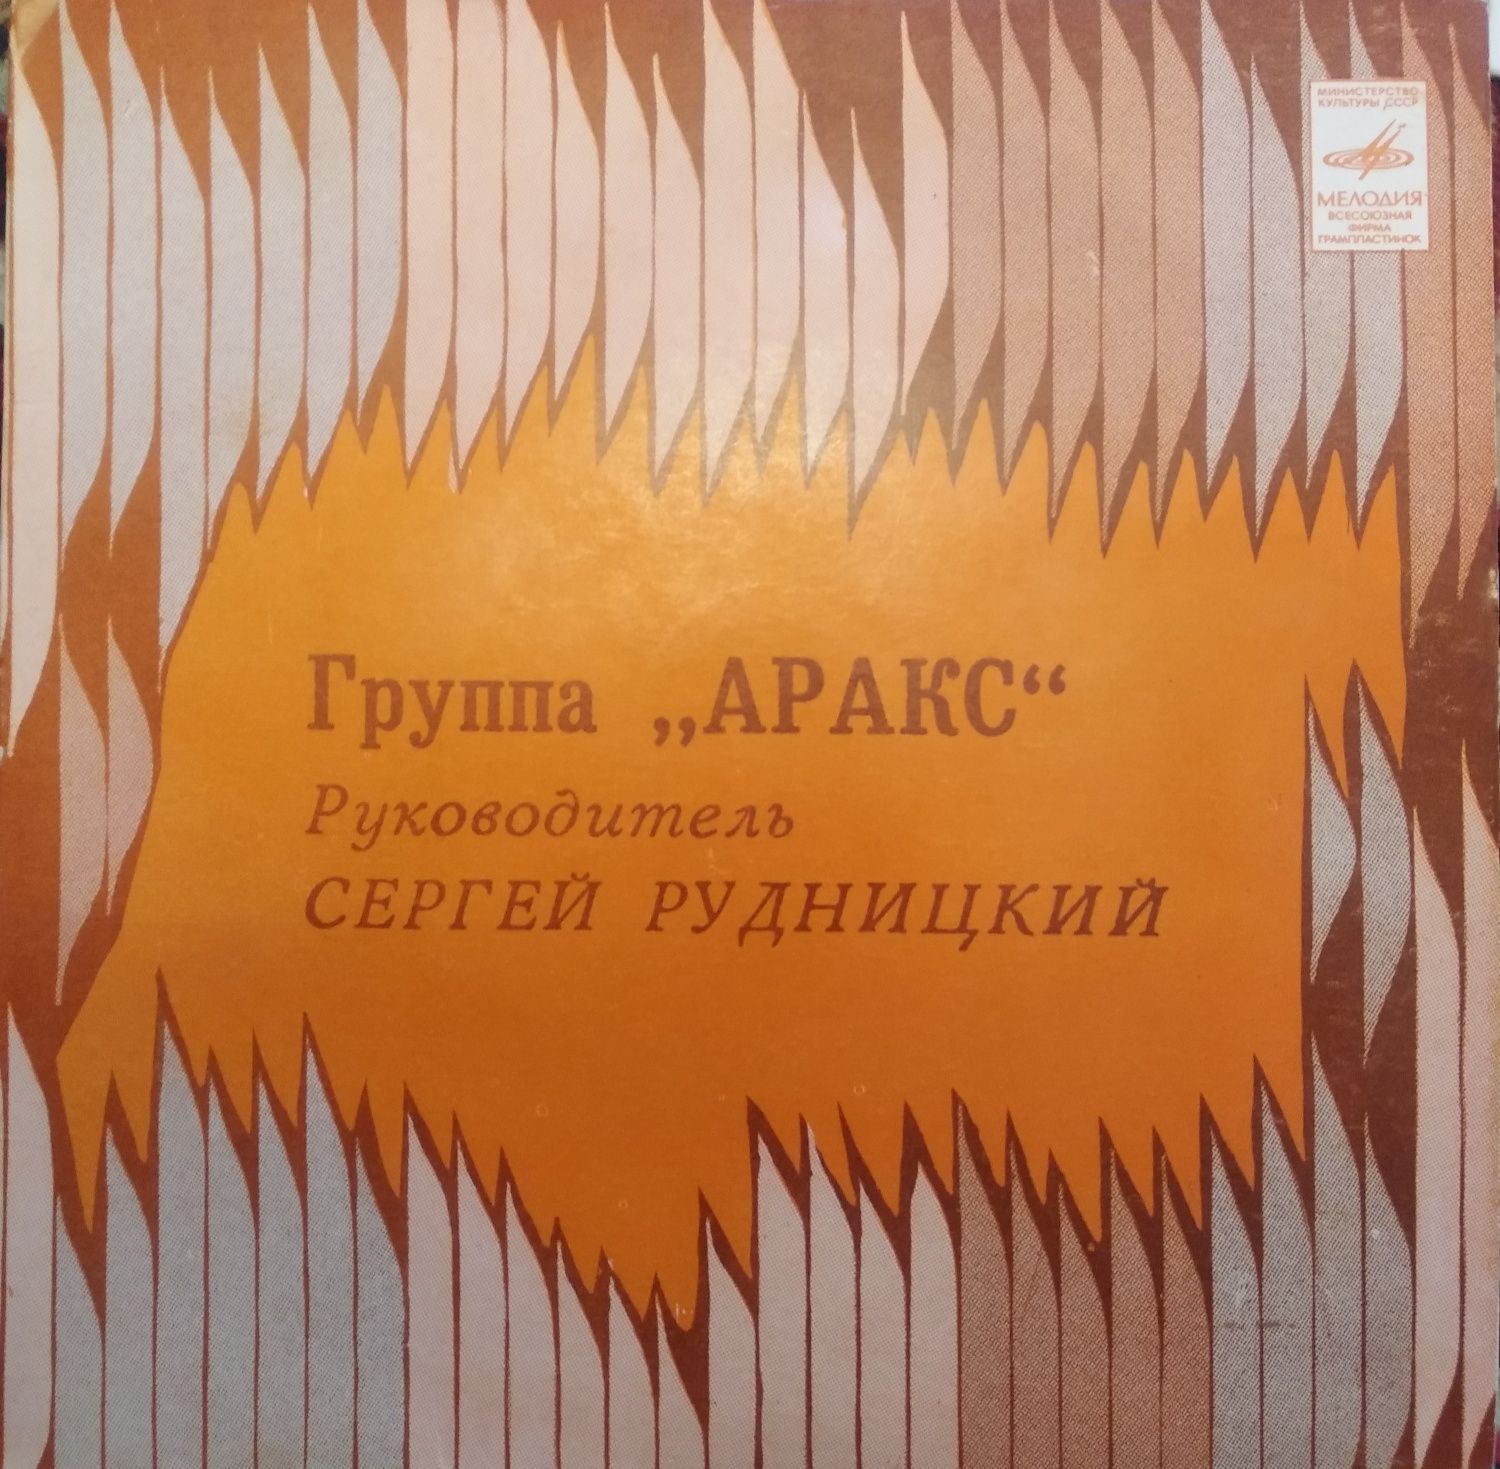 МИНИСТЕРСТВО
КУЛЬТУРЫ СССР
МЕЛОДИЯ
ВСЕСОЮЗНАЯ
ФИРМА
ГРАМПЛАСТИНОК
Группа „АРАКС“
Руководитель
СЕРГЕЙ РУДНИЦКИЙ